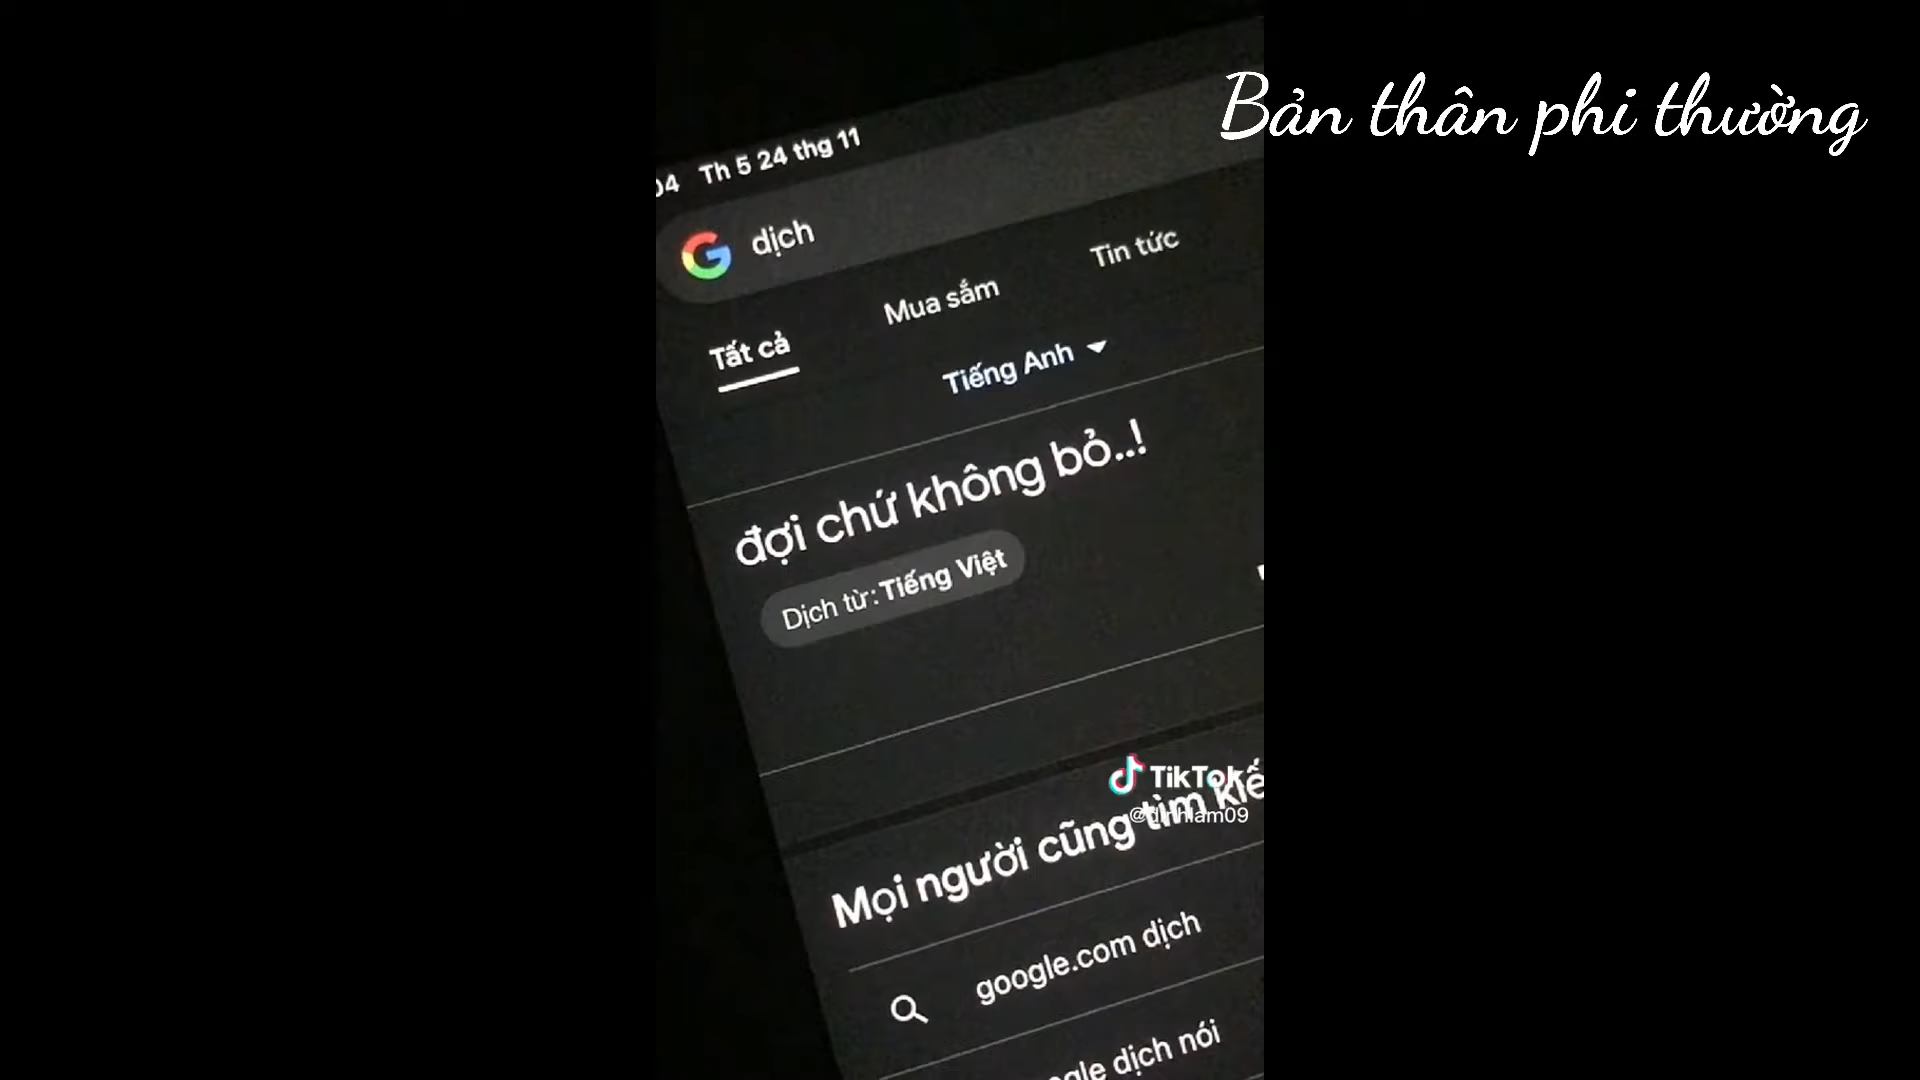 Bản thân phi thường
04 Th 5 24 thg 11
dịch
Tất cả Mua sắm Tin tức
Tiếng Anh
đợi chứ không bỏ..!
Dịch từ: Tiếng Việt
TikTok
Mọi người cũng tìm
google.com dịch
dịch nói